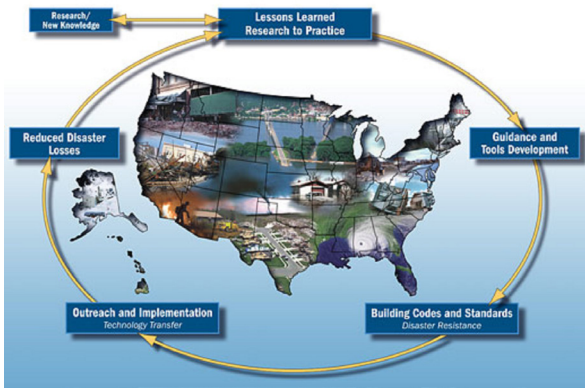 Research/
New Knowledge
Lessons Learned
Research to Practice
Reduced Disaster
Losses
Guidance and
Tools Development
Outreach and Implementation
Technology Transfer
Building Codes and Standards
Disaster Resistance